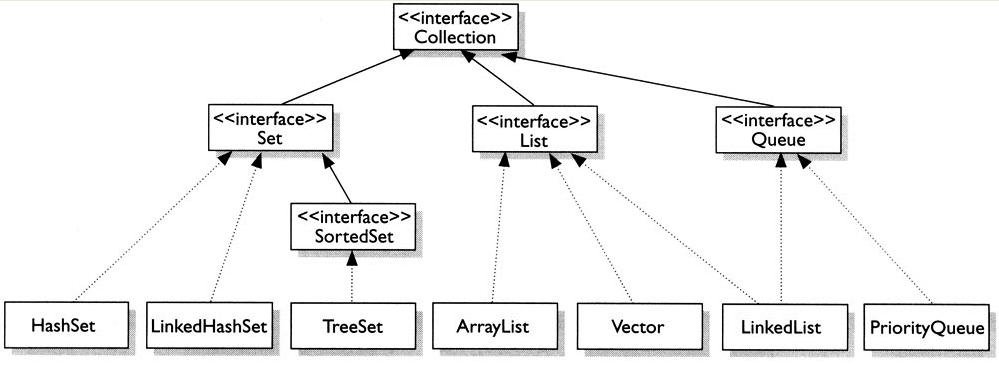 <<interface>>
Collection
<<interface>>
Set
<<interface>>
List
<<interface>>
Queue
<<interface>>
SortedSet
HashSet
LinkedHashSet
TreeSet
ArrayList
Vector
LinkedList
PriorityQueue